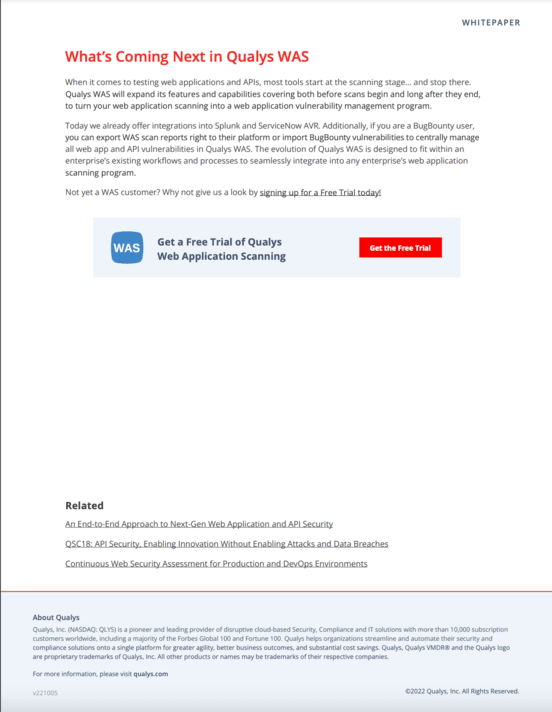 WHITEPAPER
What's Coming Next in Qualys WAS
When it comes to testing web applications and APIs, most tools start at the scanning stage... and stop there.
Qualys WAS will expand its features and capabilities covering both before scans begin and long after they end,
to turn your web application scanning into a web application vulnerability management program.
Today we already offer integrations into Splunk and ServiceNow AVR. Additionally, if you are a BugBounty user,
you can export WAS scan reports right to their platform or import BugBounty vulnerabilities to centrally manage
all web app and API vulnerabilities in Qualys WAS. The evolution of Qualys WAS is designed to fit within an
enterprise's existing workflows and processes to seamlessly integrate into any enterprise's web application
scanning program.
Not yet a WAS customer? Why not give us a look by signing up for a Free Trial today!
WAS
Get a Free Trial of Qualys
Web Application Scanning
Get the Free Trial
Related
An End-to-End Approach to Next-Gen Web Application and API Security
QSC18: API Security, Enabling Innovation Without Enabling Attacks and Data Breaches
Continuous Web Security Assessment for Production and DevOps Environments
About Qualys
Qualys, Inc. (NASDAQ: QLYS) is a pioneer and leading provider of disruptive cloud-based Security, Compliance and IT solutions with more than 10,000 subscription
customers worldwide, including a majority of the Forbes Global 100 and Fortune 100. Qualys helps organizations streamline and automate their security and
compliance solutions onto a single platform for greater agility, better business outcomes, and substantial cost savings. Qualys, Qualys VMDR® and the Qualys logo
are proprietary trademarks of Qualys, Inc. All other products or names may be trademarks of their respective companies.
For more information, please visit qualys.com
v221005
©2022 Qualys, Inc. All Rights Reserved.